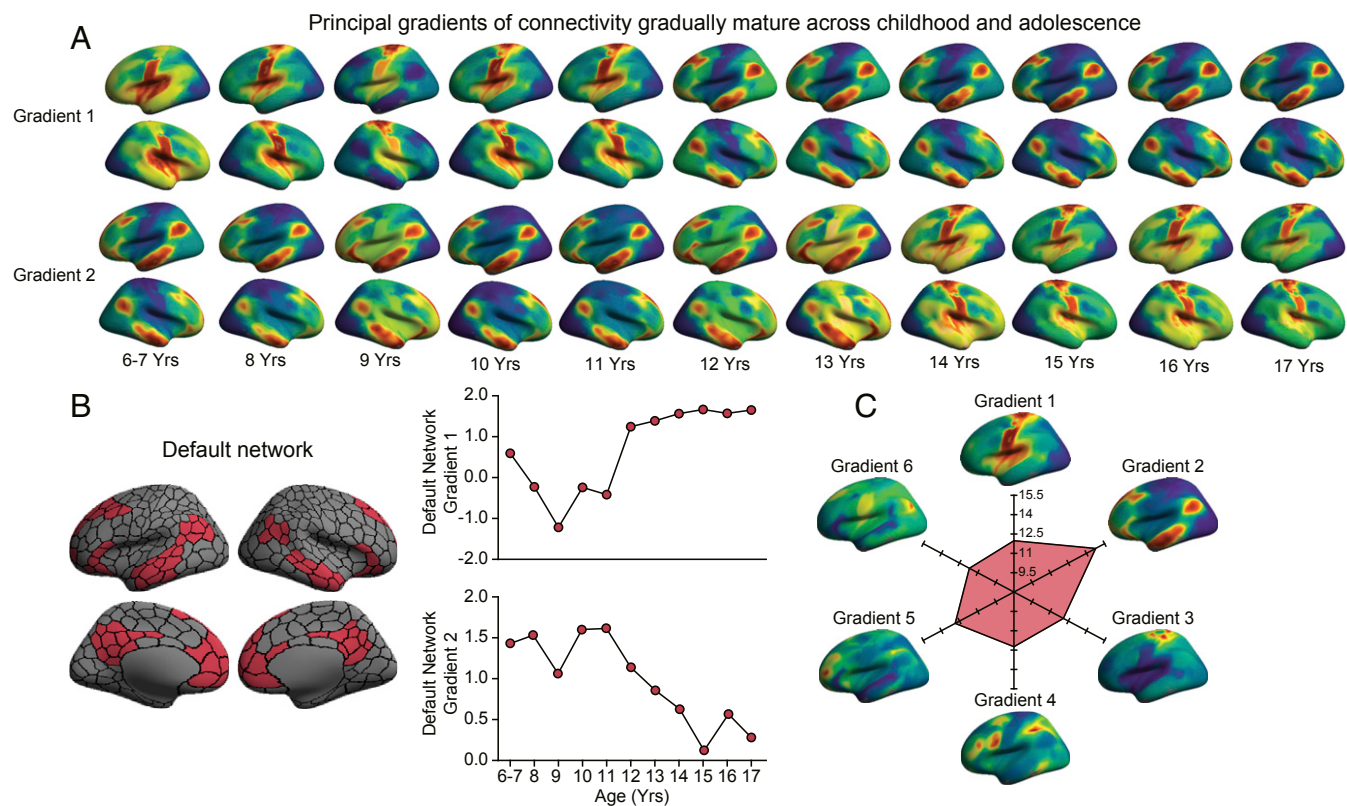 Principal gradients of connectivity gradually mature across childhood and adolescence
A
Gradient 1
Gradient 2
6-7 Yrs 8 Yrs 9 Yrs 10 Yrs 11 Yrs 12 Yrs 13 Yrs 14 Yrs 15 Yrs 16 Yrs 17 Yrs
B
Default network
Default Network
Gradient 1
2.0
1.0
0.0
-1.0
-2.0
Default Network
Gradient 2
2.0
1.5
1.0
0.5
0.0
6-7 8 9 10 11 12 13 14 15 16 17
Age (Yrs)
C
Gradient 1
Gradient 6
Gradient 2
15.5
14
12.5
11
9.5
Gradient 5
Gradient 3
Gradient 4